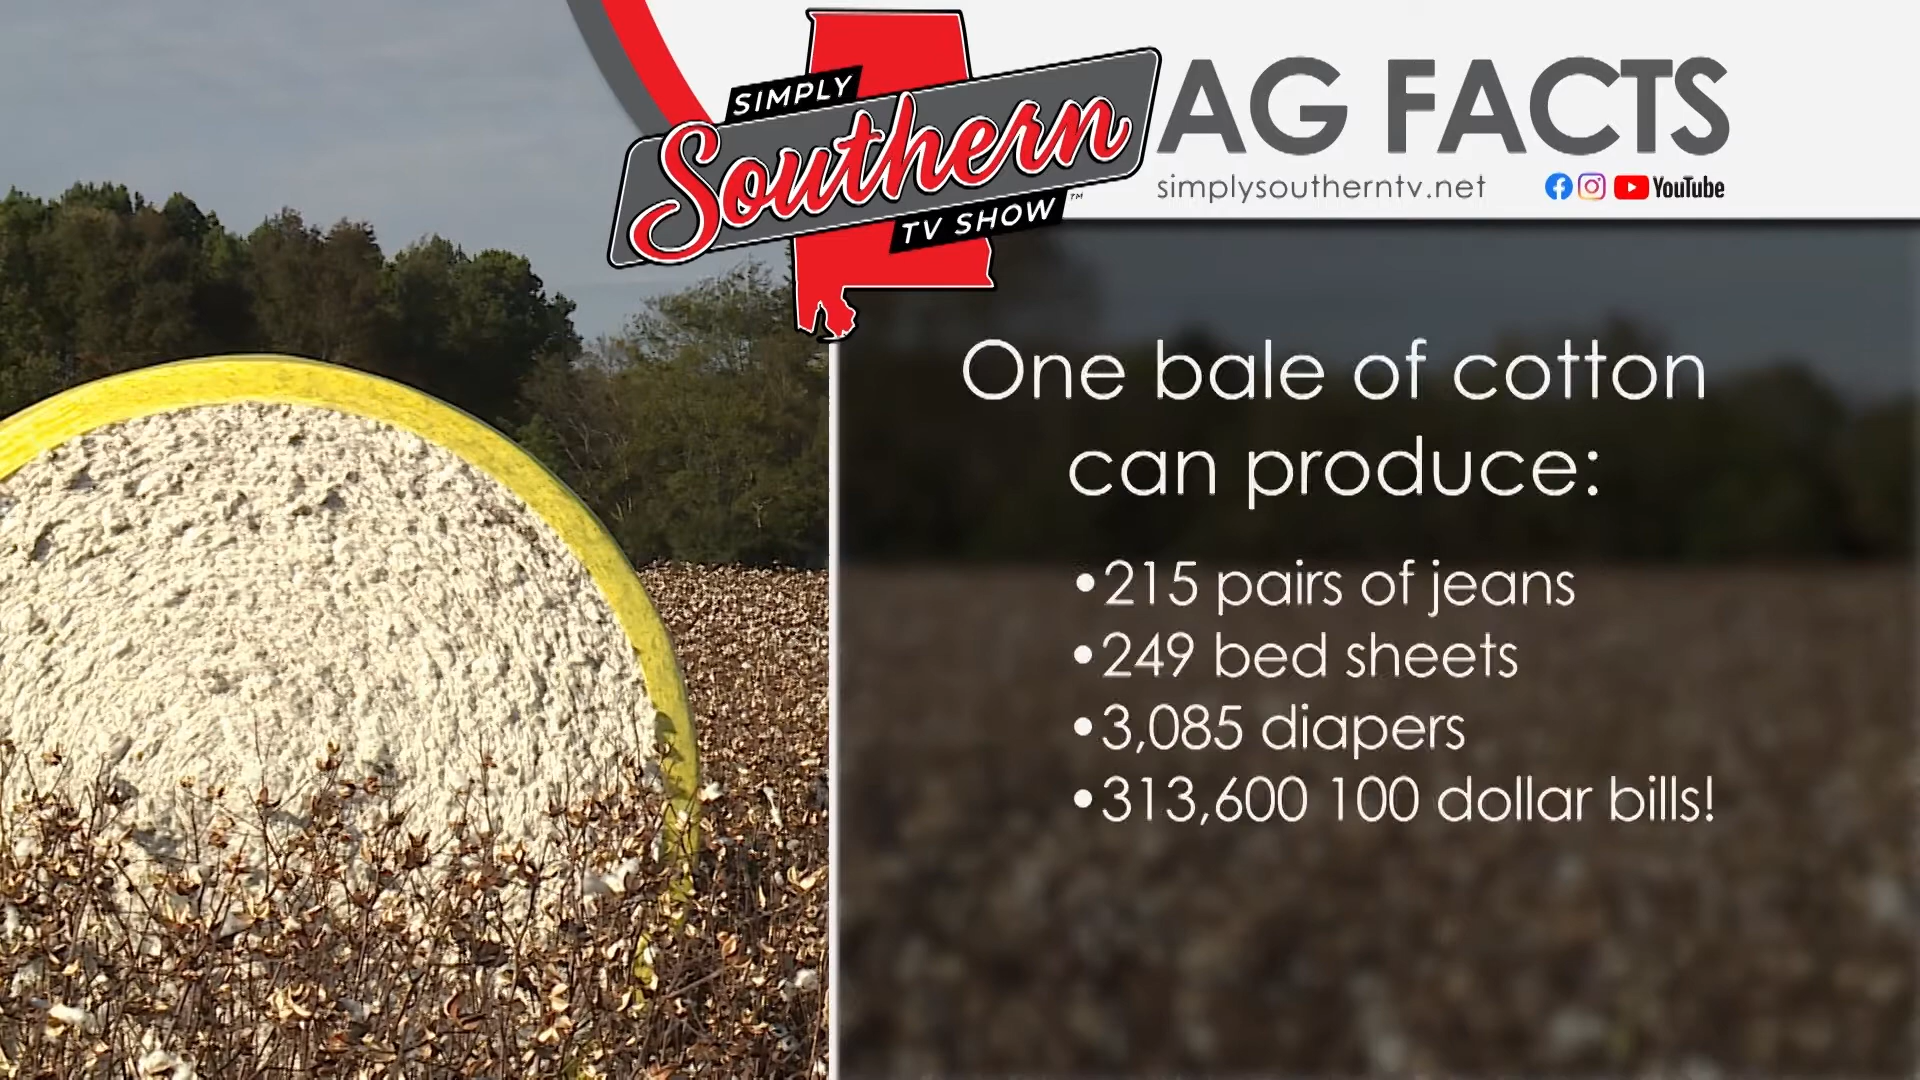 SIMPLY
Southern
TV SHOW
™
AG FACTS
simplysoutherntv.net
YouTube
One bale of cotton
can produce:
•215 pairs of jeans
•249 bed sheets
•3,085 diapers
•313,600 100 dollar bills!